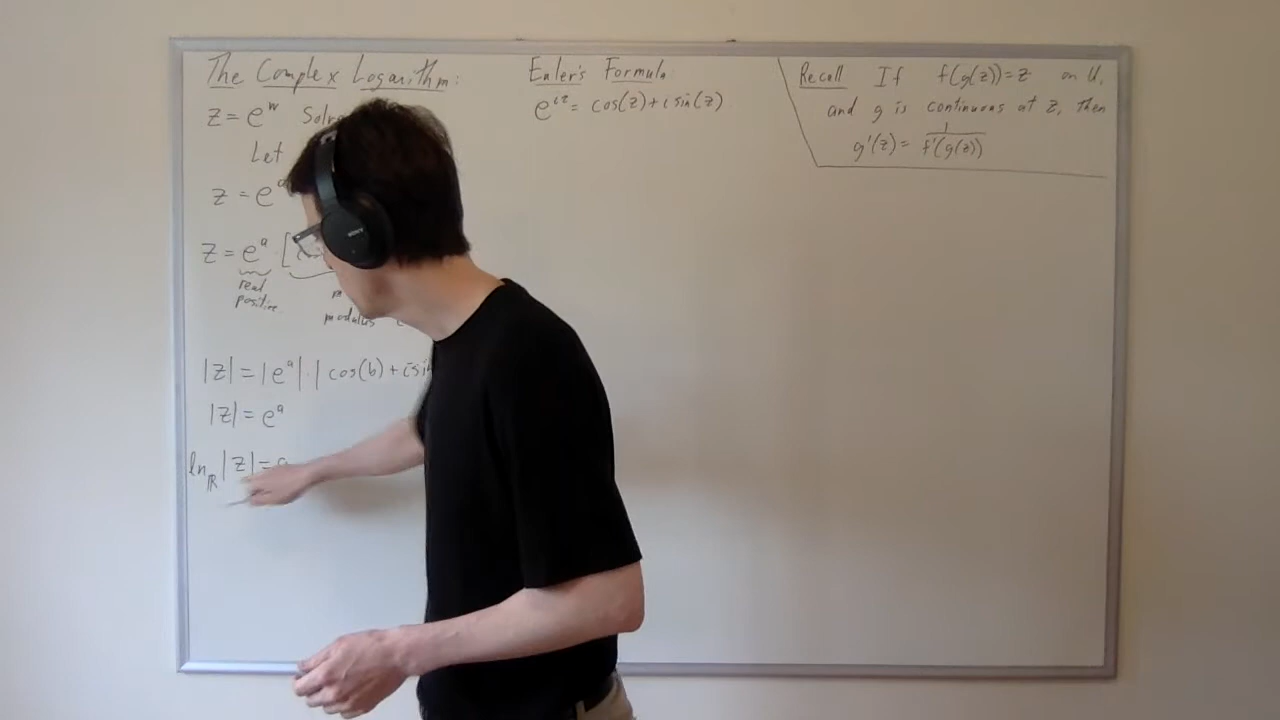 The Complex Logarithm:
z = e^w Solve
Let
z = e^a
z = e^a · [
real
positive
modulus
|z| = |e^a| · | cos(b) + i sin
|z| = e^a
ln_ℝ |z| = a
Euler's Formula:
e^{iz} = cos(z) + i sin(z)
Recall If f(g(z)) = z on U,
and g is continuous at z, then
g'(z) = 1/f'(g(z))
SONY